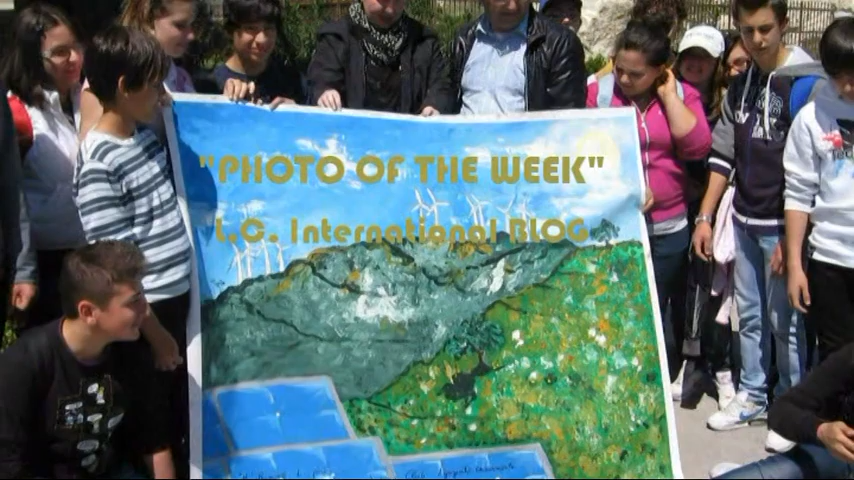 "PHOTO OF THE WEEK"
L.C. International BLOG